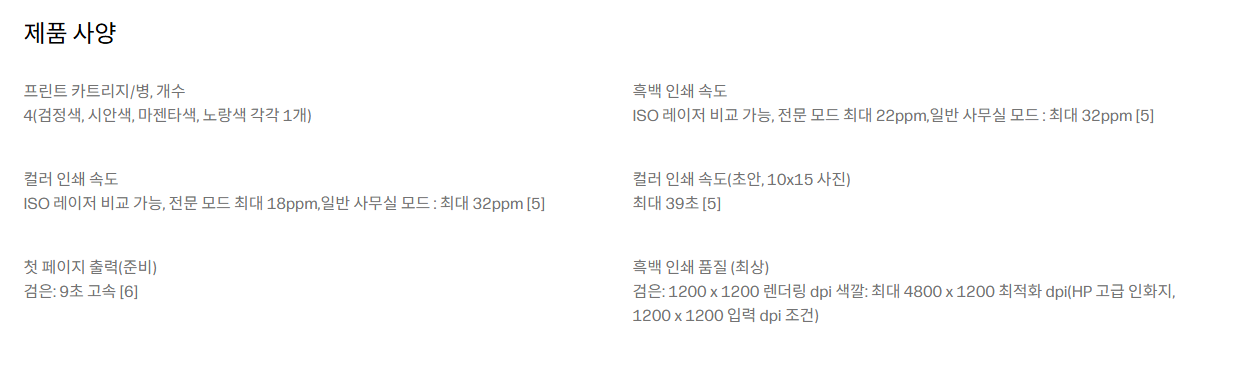 제품 사양
프린트 카트리지/병, 개수
4(검정색, 시안색, 마젠타색, 노랑색 각각 1개)
흑백 인쇄 속도
ISO 레이저 비교 가능, 전문 모드 최대 22ppm,일반 사무실 모드 : 최대 32ppm [5]
컬러 인쇄 속도
ISO 레이저 비교 가능, 전문 모드 최대 18ppm,일반 사무실 모드 : 최대 32ppm [5]
컬러 인쇄 속도(초안, 10x15 사진)
최대 39초 [5]
첫 페이지 출력(준비)
검은: 9초 고속 [6]
흑백 인쇄 품질 (최상)
검은: 1200 x 1200 렌더링 dpi 색깔: 최대 4800 x 1200 최적화 dpi(HP 고급 인화지,
1200 x 1200 입력 dpi 조건)